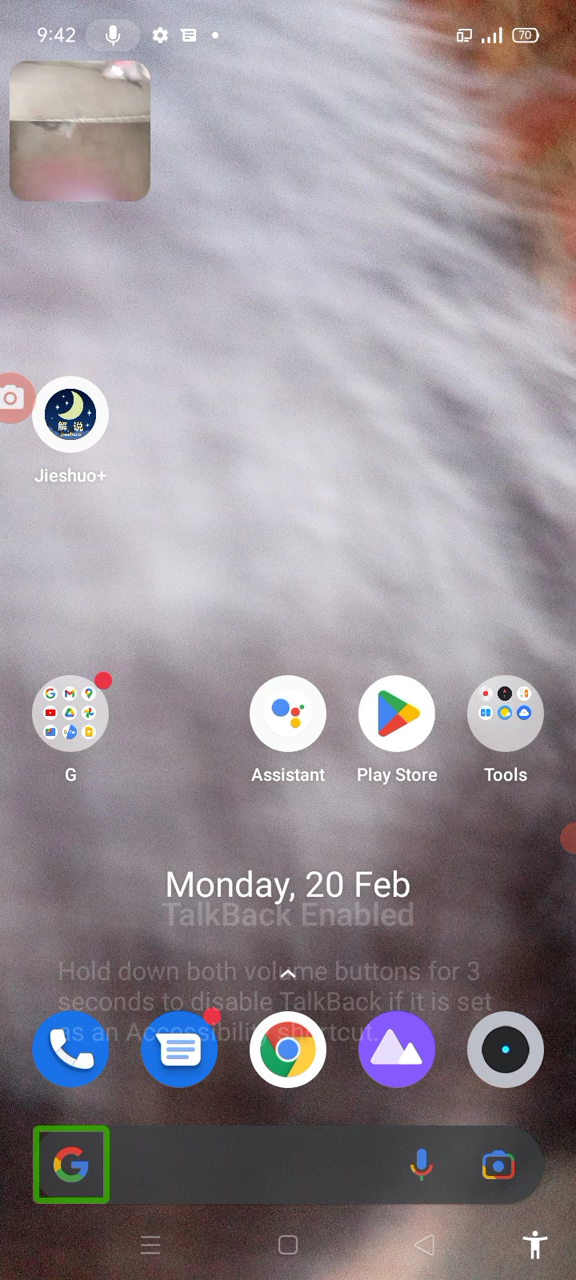 9:42
70
解说
jieshuo
Jieshuo+
G
Assistant
Play Store
Tools
Monday, 20 Feb
TalkBack Enabled
Hold down both volume buttons for 3
seconds to disable TalkBack if it is set
as an Accessibility shortcut.